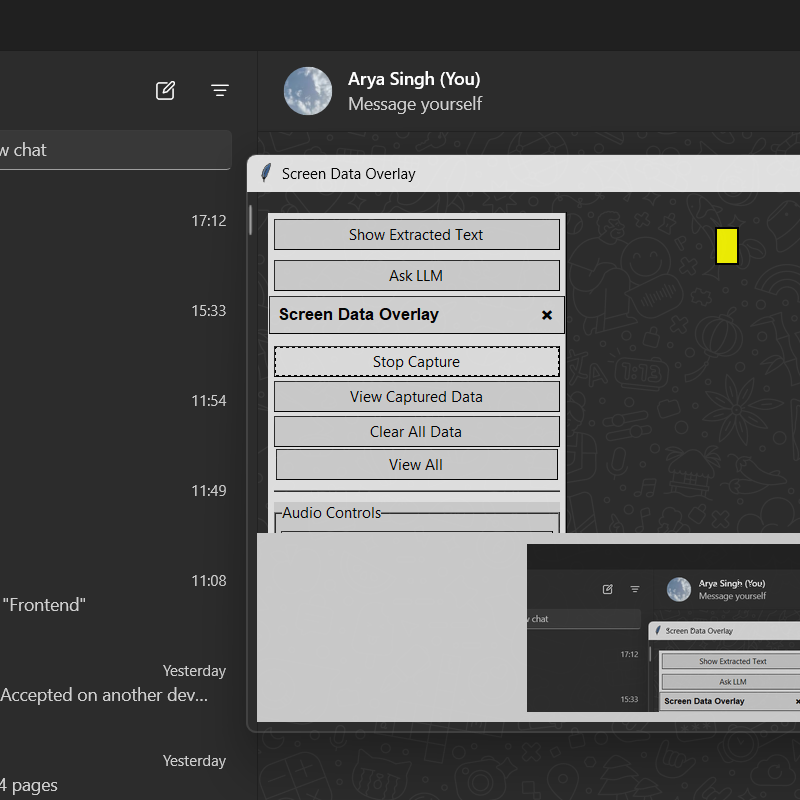 Arya Singh (You)
Message yourself
w chat
17:12
15:33
11:54
11:49
11:08
"Frontend"
Yesterday
Accepted on another dev...
Yesterday
4 pages
Screen Data Overlay
Show Extracted Text
Ask LLM
Screen Data Overlay
Stop Capture
View Captured Data
Clear All Data
View All
Audio Controls
Arya Singh (You)
Message yourself
w chat
17:12
15:33
Screen Data Overlay
Show Extracted Text
Ask LLM
Screen Data Overlay